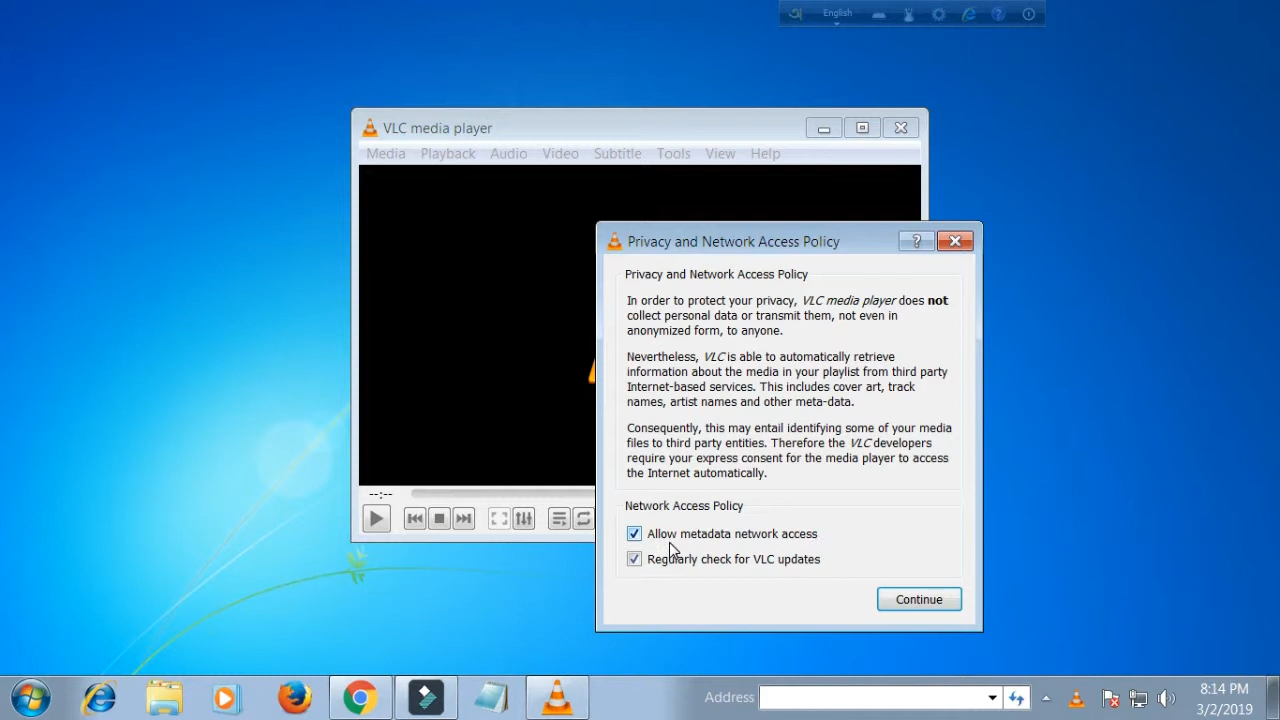 অ English
VLC media player
Media Playback Audio Video Subtitle Tools View Help
Privacy and Network Access Policy
Privacy and Network Access Policy
In order to protect your privacy, VLC media player does not
collect personal data or transmit them, not even in
anonymized form, to anyone.
Nevertheless, VLC is able to automatically retrieve
information about the media in your playlist from third party
Internet-based services. This includes cover art, track
names, artist names and other meta-data.
Consequently, this may entail identifying some of your media
files to third party entities. Therefore the VLC developers
require your express consent for the media player to access
the Internet automatically.
--:--
Network Access Policy
Allow metadata network access
Regularly check for VLC updates
Continue
Address
8:14 PM
3/2/2019